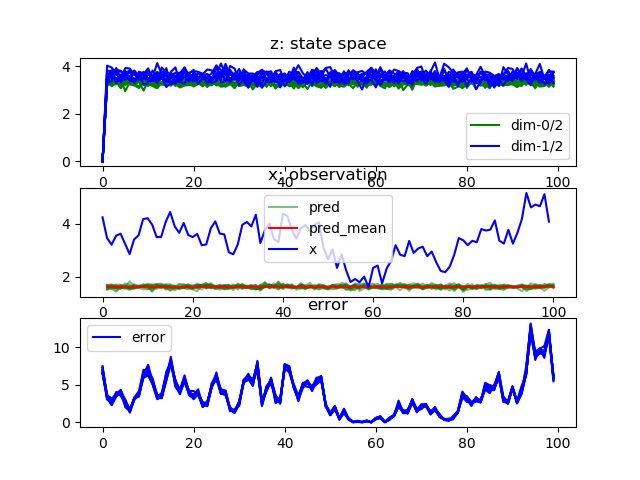 z: state space
4
2
0
dim-0/2
dim-1/2
0 20 40 60 80 100
x: observation
4
2
pred
pred_mean
x
0 20 40 60 80 100
error
10
5
0
error
0 20 40 60 80 100